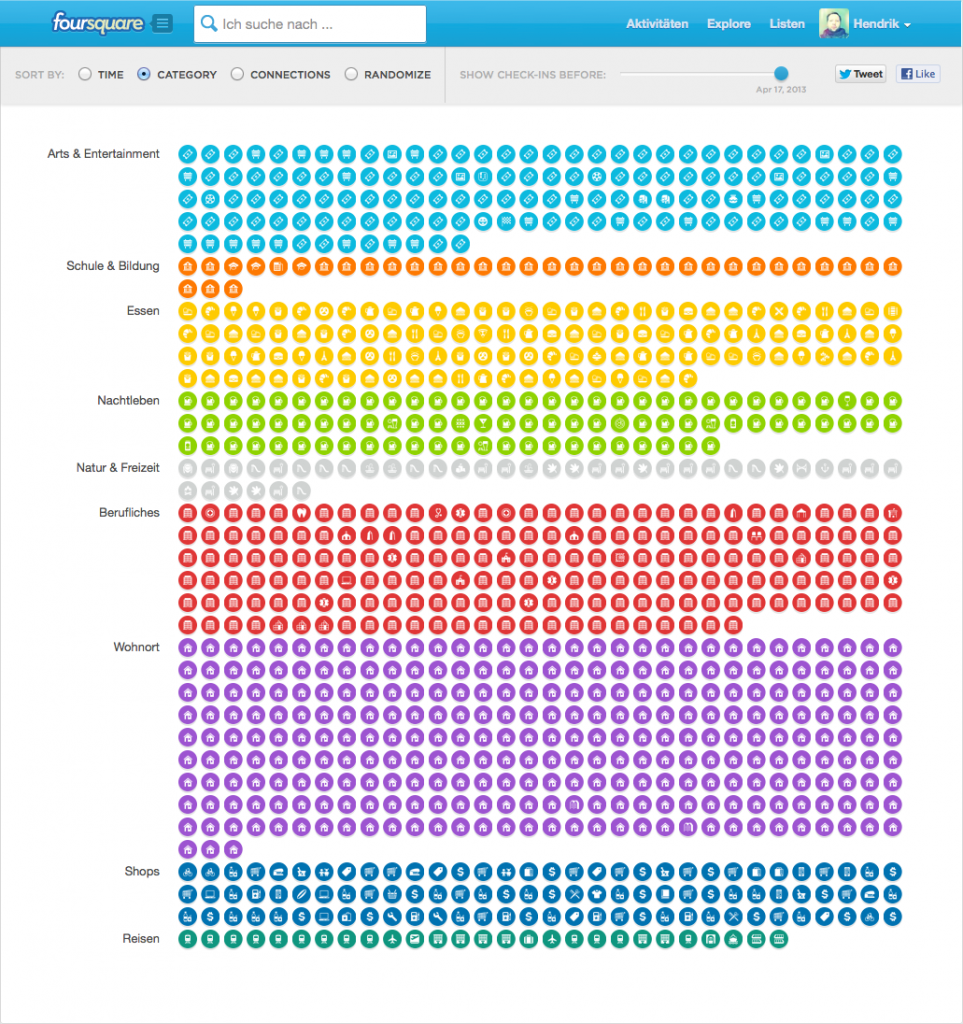 foursquare
Ich suche nach ...
Aktivitäten Explore Listen Hendrik
SORT BY: TIME CATEGORY CONNECTIONS RANDOMIZE SHOW CHECK-INS BEFORE: Tweet Like
Apr 17, 2013
Arts & Entertainment
Schule & Bildung
Essen
Nachtleben
Natur & Freizeit
Berufliches
Wohnort
Shops
Reisen